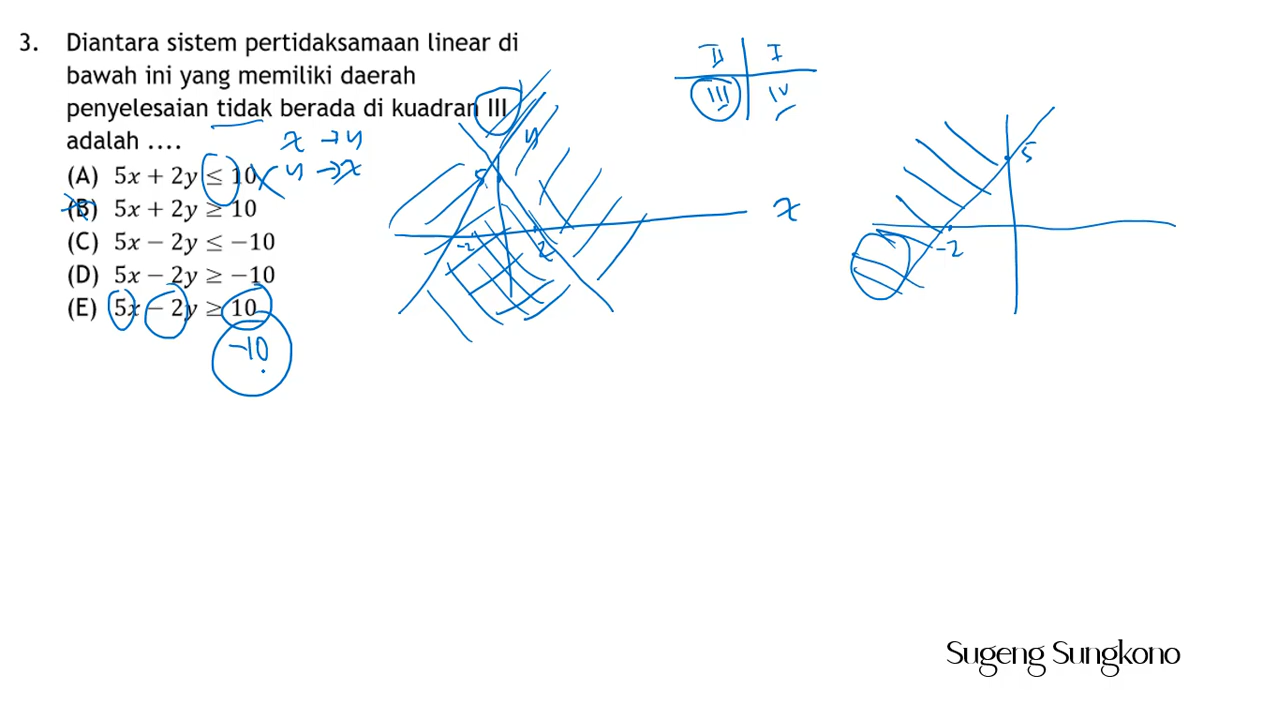 3. Diantara sistem pertidaksamaan linear di
bawah ini yang memiliki daerah
penyelesaian tidak berada di kuadran III
adalah ....
(A) 5x + 2y ≤ 10
(B) 5x + 2y ≥ 10
(C) 5x − 2y ≤ −10
(D) 5x − 2y ≥ −10
(E) 5x − 2y ≥ 10
−10
x → y
y → x
II I
III IV
y
5
x
-2 2
5
-2
Sugeng Sungkono